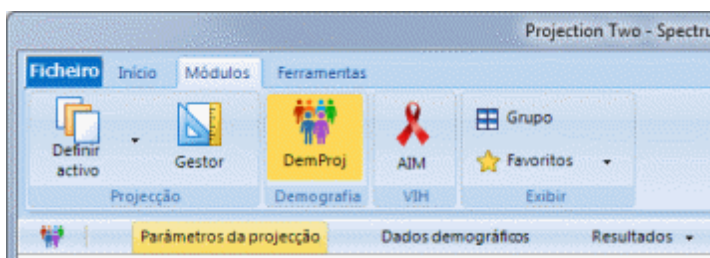 Projection Two - Spectru
Ficheiro Início Módulos Ferramentas
Definir activo
Gestor
DemProj
AIM
Grupo
Favoritos
Projecção Demografia VIH Exibir
Parâmetros da projecção Dados demográficos Resultados